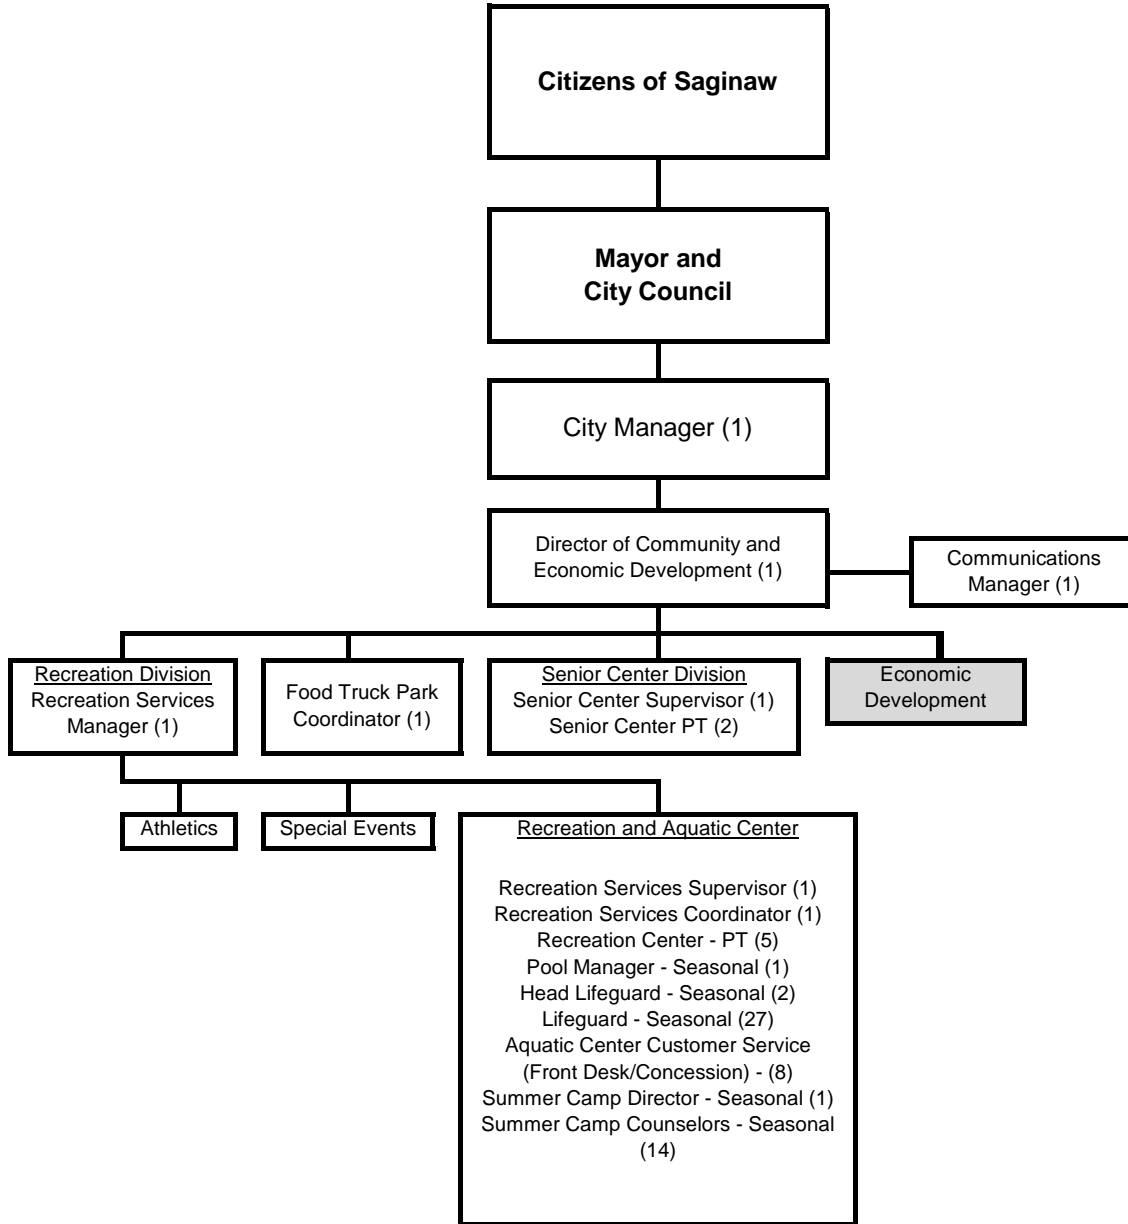 Citizens of Saginaw
Mayor and
City Council
City Manager (1)
Director of Community and
Economic Development (1)
Communications
Manager (1)
Recreation Division
Recreation Services
Manager (1)
Food Truck Park
Coordinator (1)
Senior Center Division
Senior Center Supervisor (1)
Senior Center PT (2)
Economic
Development
Athletics
Special Events
Recreation and Aquatic Center
Recreation Services Supervisor (1)
Recreation Services Coordinator (1)
Recreation Center - PT (5)
Pool Manager - Seasonal (1)
Head Lifeguard - Seasonal (2)
Lifeguard - Seasonal (27)
Aquatic Center Customer Service
(Front Desk/Concession) - (8)
Summer Camp Director - Seasonal (1)
Summer Camp Counselors - Seasonal
(14)